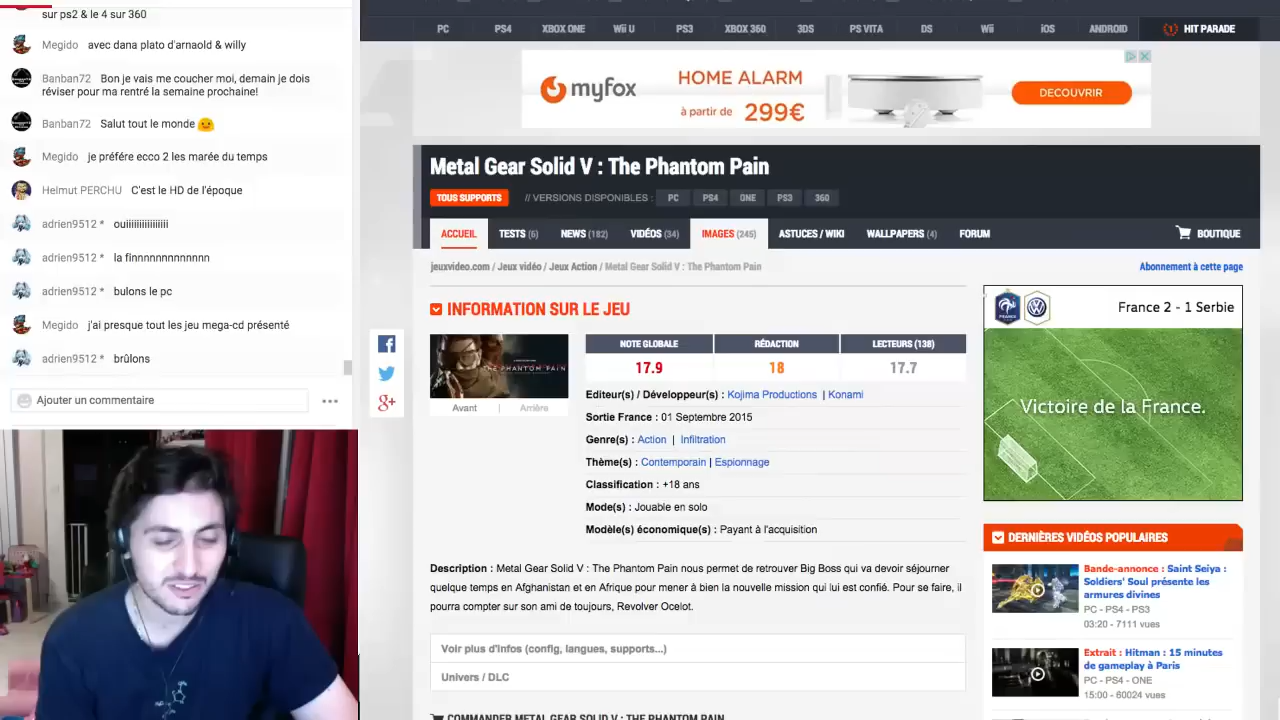 sur ps2 & le 4 sur 360
Megido avec dana plato d'arnaold & willy
Banban72 Bon je vais me coucher moi, demain je dois
réviser pour ma rentré la semaine prochaine!
Banban72 Salut tout le monde
Megido je préfére ecco 2 les marée du temps
Helmut PERCHU C'est le HD de l'époque
adrien9512 * ouiiiiiiiiiiiiiiii
adrien9512 * la finnnnnnnnnnnn
adrien9512 * bulons le pc
Megido j'ai presque tout les jeu mega-cd présenté
adrien9512 * brûlons
Ajouter un commentaire
PC PS4 XBOX ONE Wii U PS3 XBOX 360 3DS PS VITA DS Wii iOS ANDROID HIT PARADE
myfox
HOME ALARM
à partir de 299€
DECOUVRIR
Metal Gear Solid V : The Phantom Pain
TOUS SUPPORTS // VERSIONS DISPONIBLES : PC PS4 ONE PS3 360
ACCUEIL TESTS (6) NEWS (182) VIDÉOS (34) IMAGES (245) ASTUCES / WIKI WALLPAPERS (4) FORUM BOUTIQUE
jeuxvideo.com / Jeux vidéo / Jeux Action / Metal Gear Solid V : The Phantom Pain
Abonnement à cette page
INFORMATION SUR LE JEU
THE PHANTOM PAIN
Avant | Arrière
NOTE GLOBALE RÉDACTION LECTEURS (138)
17.9 18 17.7
Editeur(s) / Développeur(s) : Kojima Productions | Konami
Sortie France : 01 Septembre 2015
Genre(s) : Action | Infiltration
Thème(s) : Contemporain | Espionnage
Classification : +18 ans
Mode(s) : Jouable en solo
Modèle(s) économique(s) : Payant à l'acquisition
Description : Metal Gear Solid V : The Phantom Pain nous permet de retrouver Big Boss qui va devoir séjourner
quelque temps en Afghanistan et en Afrique pour mener à bien la nouvelle mission qui lui est confié. Pour se faire, il
pourra compter sur son ami de toujours, Revolver Ocelot.
Voir plus d'infos (config, langues, supports...)
Univers / DLC
COMMANDER METAL GEAR SOLID V : THE PHANTOM PAIN
France 2 - 1 Serbie
Victoire de la France.
DERNIÈRES VIDÉOS POPULAIRES
Bande-annonce : Saint Seiya :
Soldiers' Soul présente les
armures divines
PC - PS4 - PS3
03:20 - 7111 vues
Extrait : Hitman : 15 minutes
de gameplay à Paris
PC - PS4 - ONE
15:00 - 60024 vues